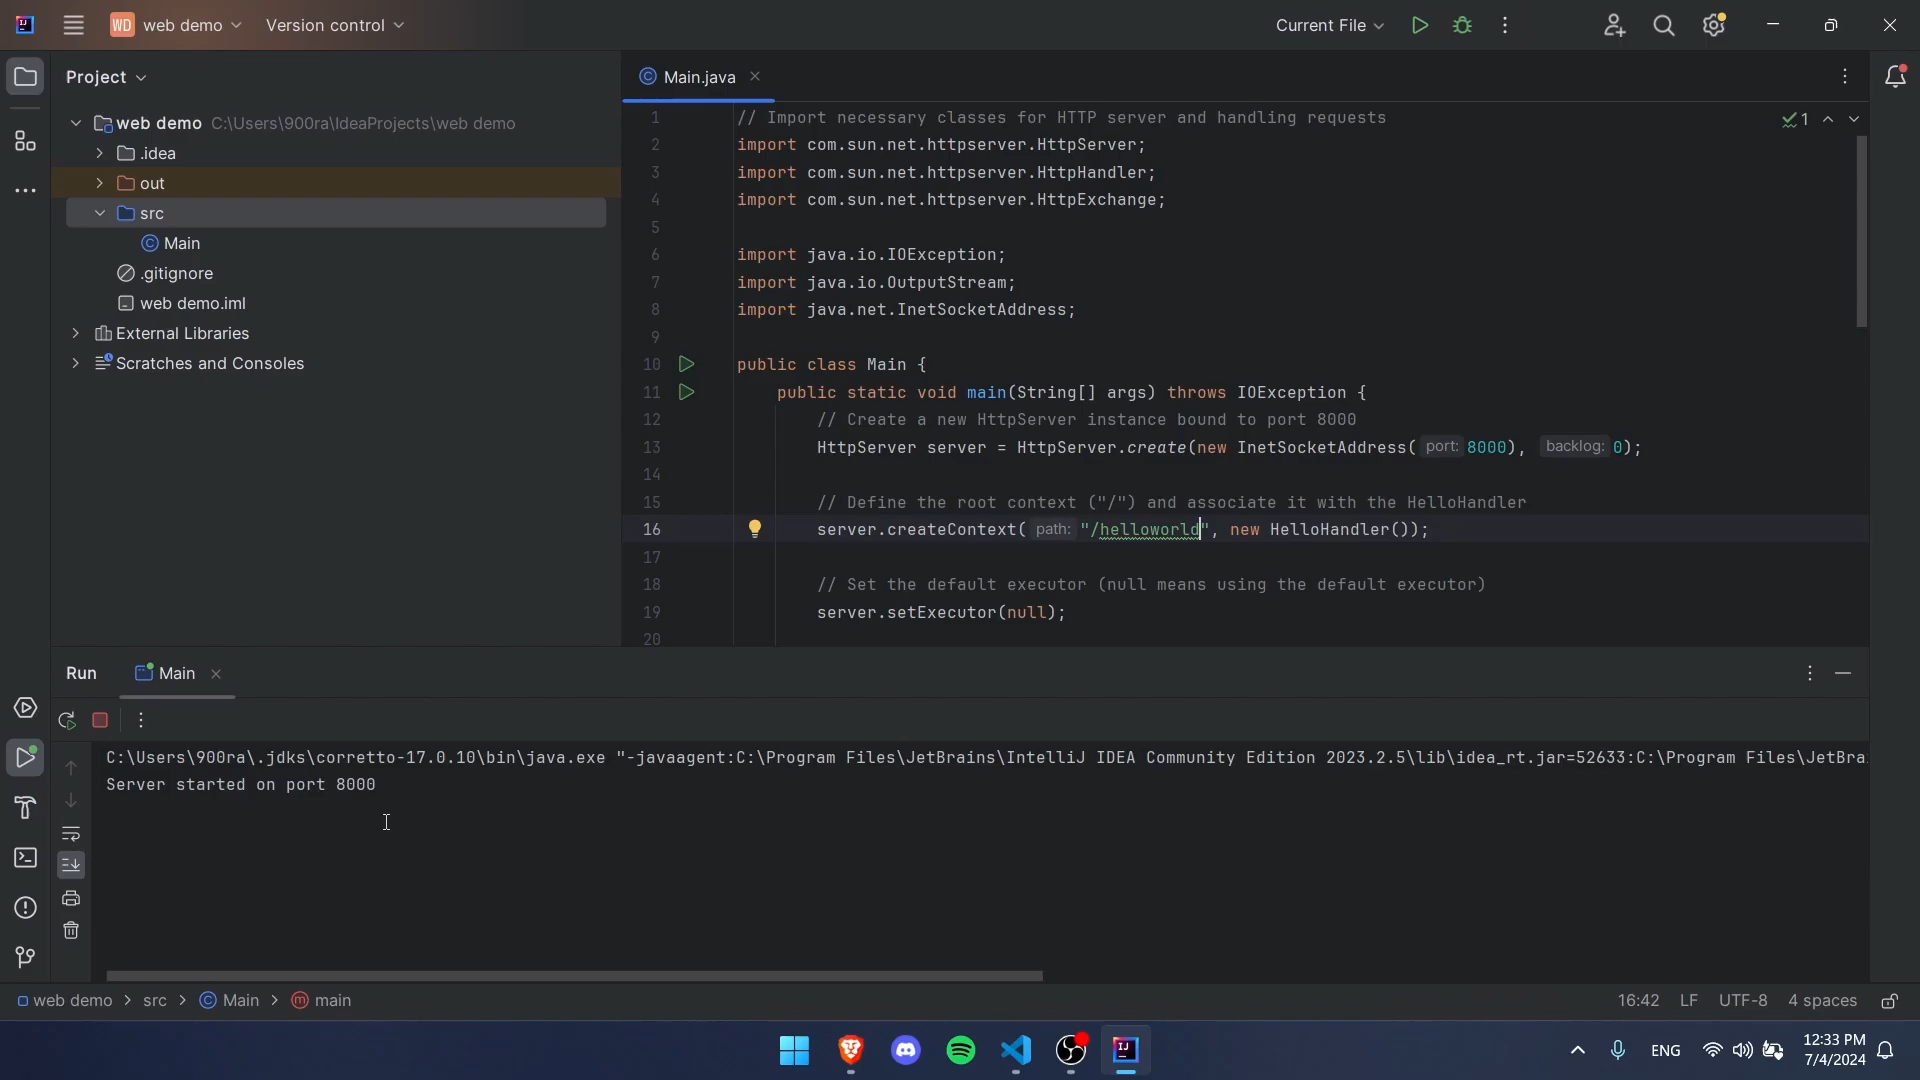 WD web demo Version control Current File
Project
Main.java
web demo C:\Users\900ra\IdeaProjects\web demo
.idea
out
src
Main
.gitignore
web demo.iml
External Libraries
Scratches and Consoles
1
1 // Import necessary classes for HTTP server and handling requests
2 import com.sun.net.httpserver.HttpServer;
3 import com.sun.net.httpserver.HttpHandler;
4 import com.sun.net.httpserver.HttpExchange;
5
6 import java.io.IOException;
7 import java.io.OutputStream;
8 import java.net.InetSocketAddress;
9
10 public class Main {
11 public static void main(String[] args) throws IOException {
12 // Create a new HttpServer instance bound to port 8000
13 HttpServer server = HttpServer.create(new InetSocketAddress( port: 8000), backlog: 0);
14
15 // Define the root context ("/") and associate it with the HelloHandler
16 server.createContext( path: "/helloworld", new HelloHandler());
17
18 // Set the default executor (null means using the default executor)
19 server.setExecutor(null);
20
Run Main
C:\Users\900ra\.jdks\corretto-17.0.10\bin\java.exe "-javaagent:C:\Program Files\JetBrains\IntelliJ IDEA Community Edition 2023.2.5\lib\idea_rt.jar=52633:C:\Program Files\JetBra
Server started on port 8000
web demo > src > Main > main 16:42 LF UTF-8 4 spaces
ENG 12:33 PM
7/4/2024